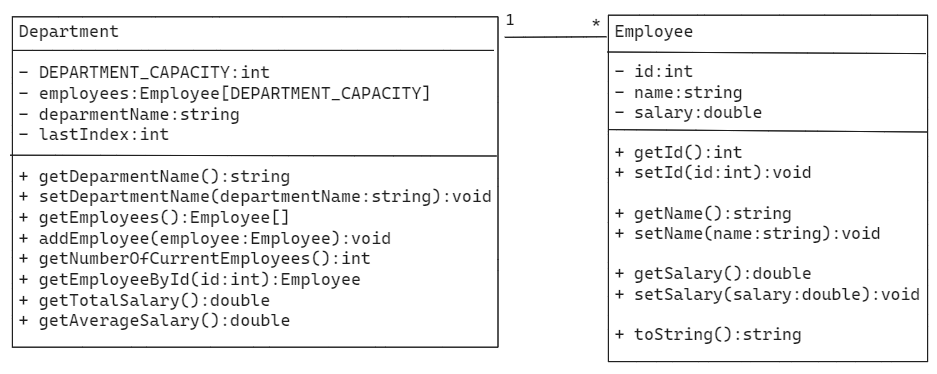 Department
– DEPARTMENT_CAPACITY:int
– employees:Employee[DEPARTMENT_CAPACITY]
– deparmentName:string
– lastIndex:int
+ getDeparmentName():string
+ setDepartmentName(departmentName:string):void
+ getEmployees():Employee[]
+ addEmployee(employee:Employee):void
+ getNumberOfCurrentEmployees():int
+ getEmployeeById(id:int):Employee
+ getTotalSalary():double
+ getAverageSalary():double
1
*
Employee
– id:int
– name:string
– salary:double
+ getId():int
+ setId(id:int):void
+ getName():string
+ setName(name:string):void
+ getSalary():double
+ setSalary(salary:double):void
+ toString():string